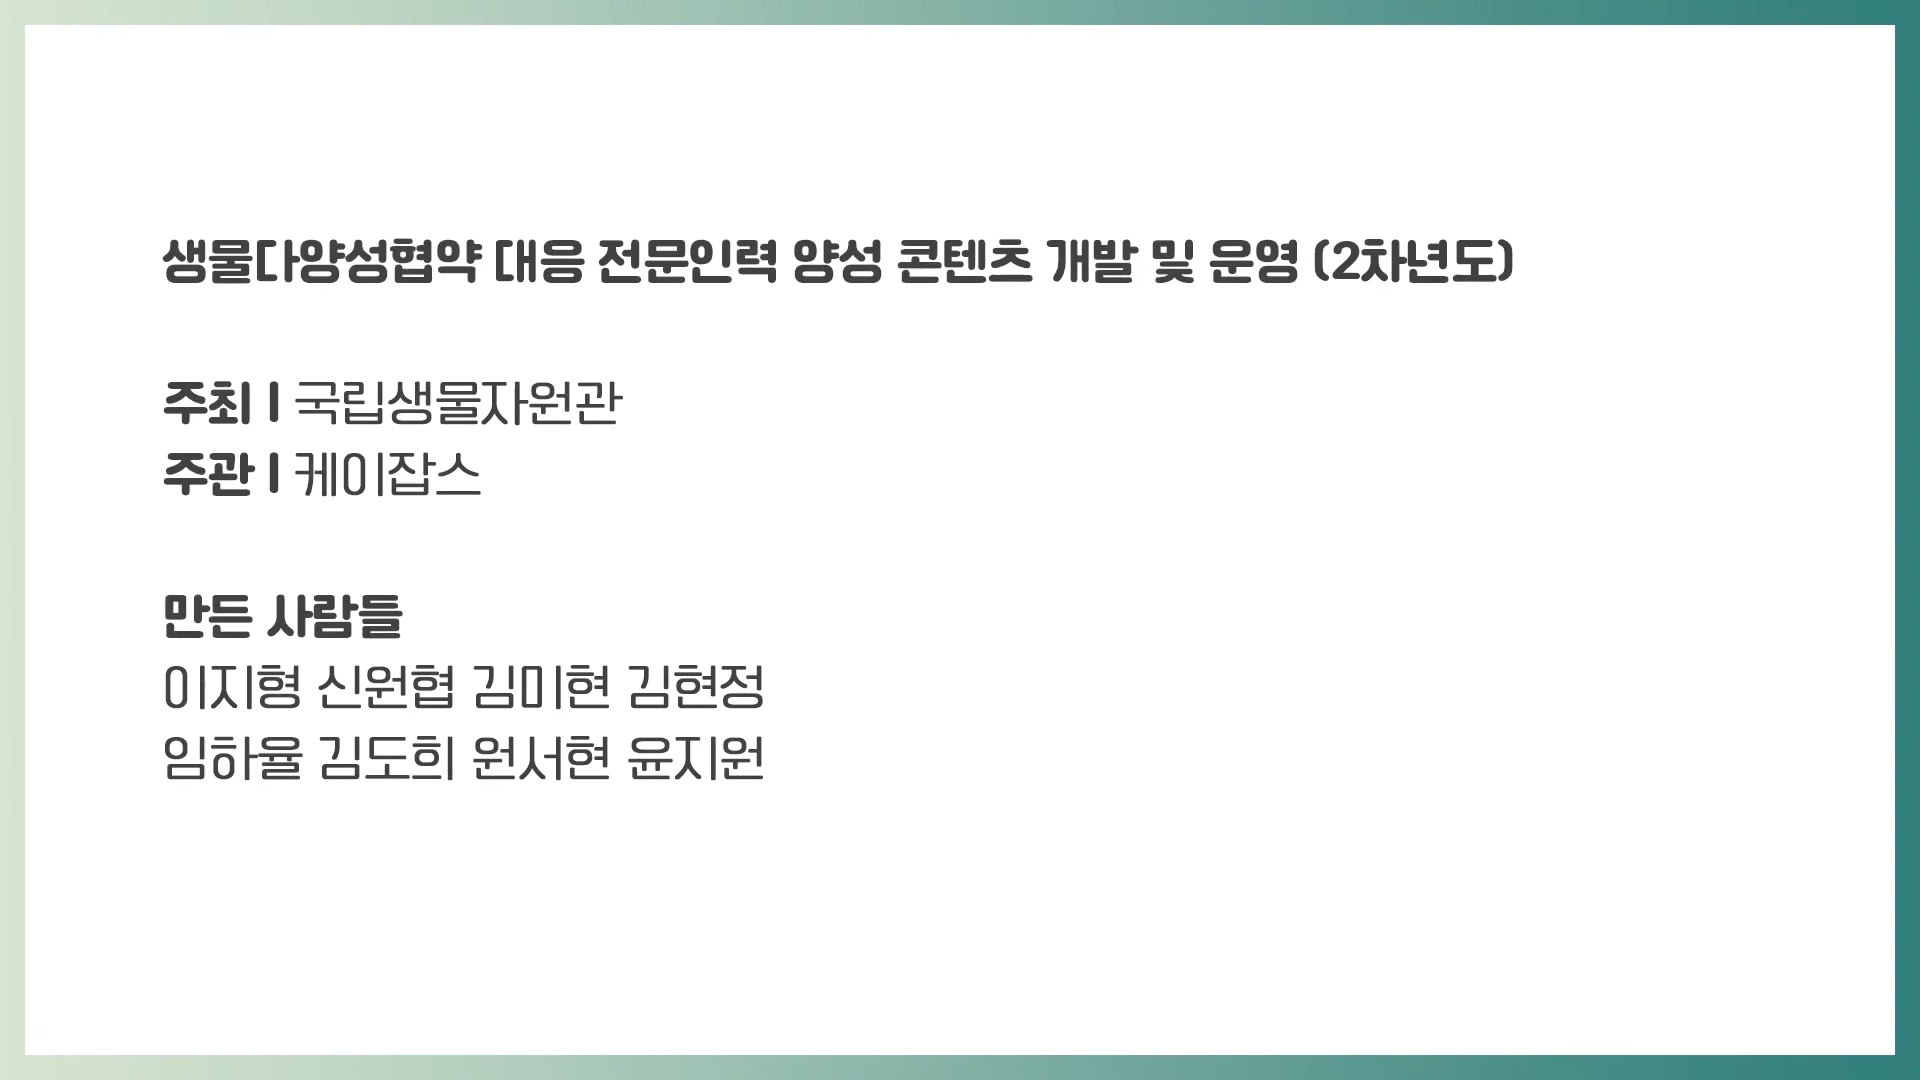 생물다양성협약 대응 전문인력 양성 콘텐츠 개발 및 운영 (2차년도)
주최 | 국립생물자원관
주관 | 케이잡스
만든 사람들
이지형 신원협 김미현 김현정
임하율 김도희 원서현 윤지원